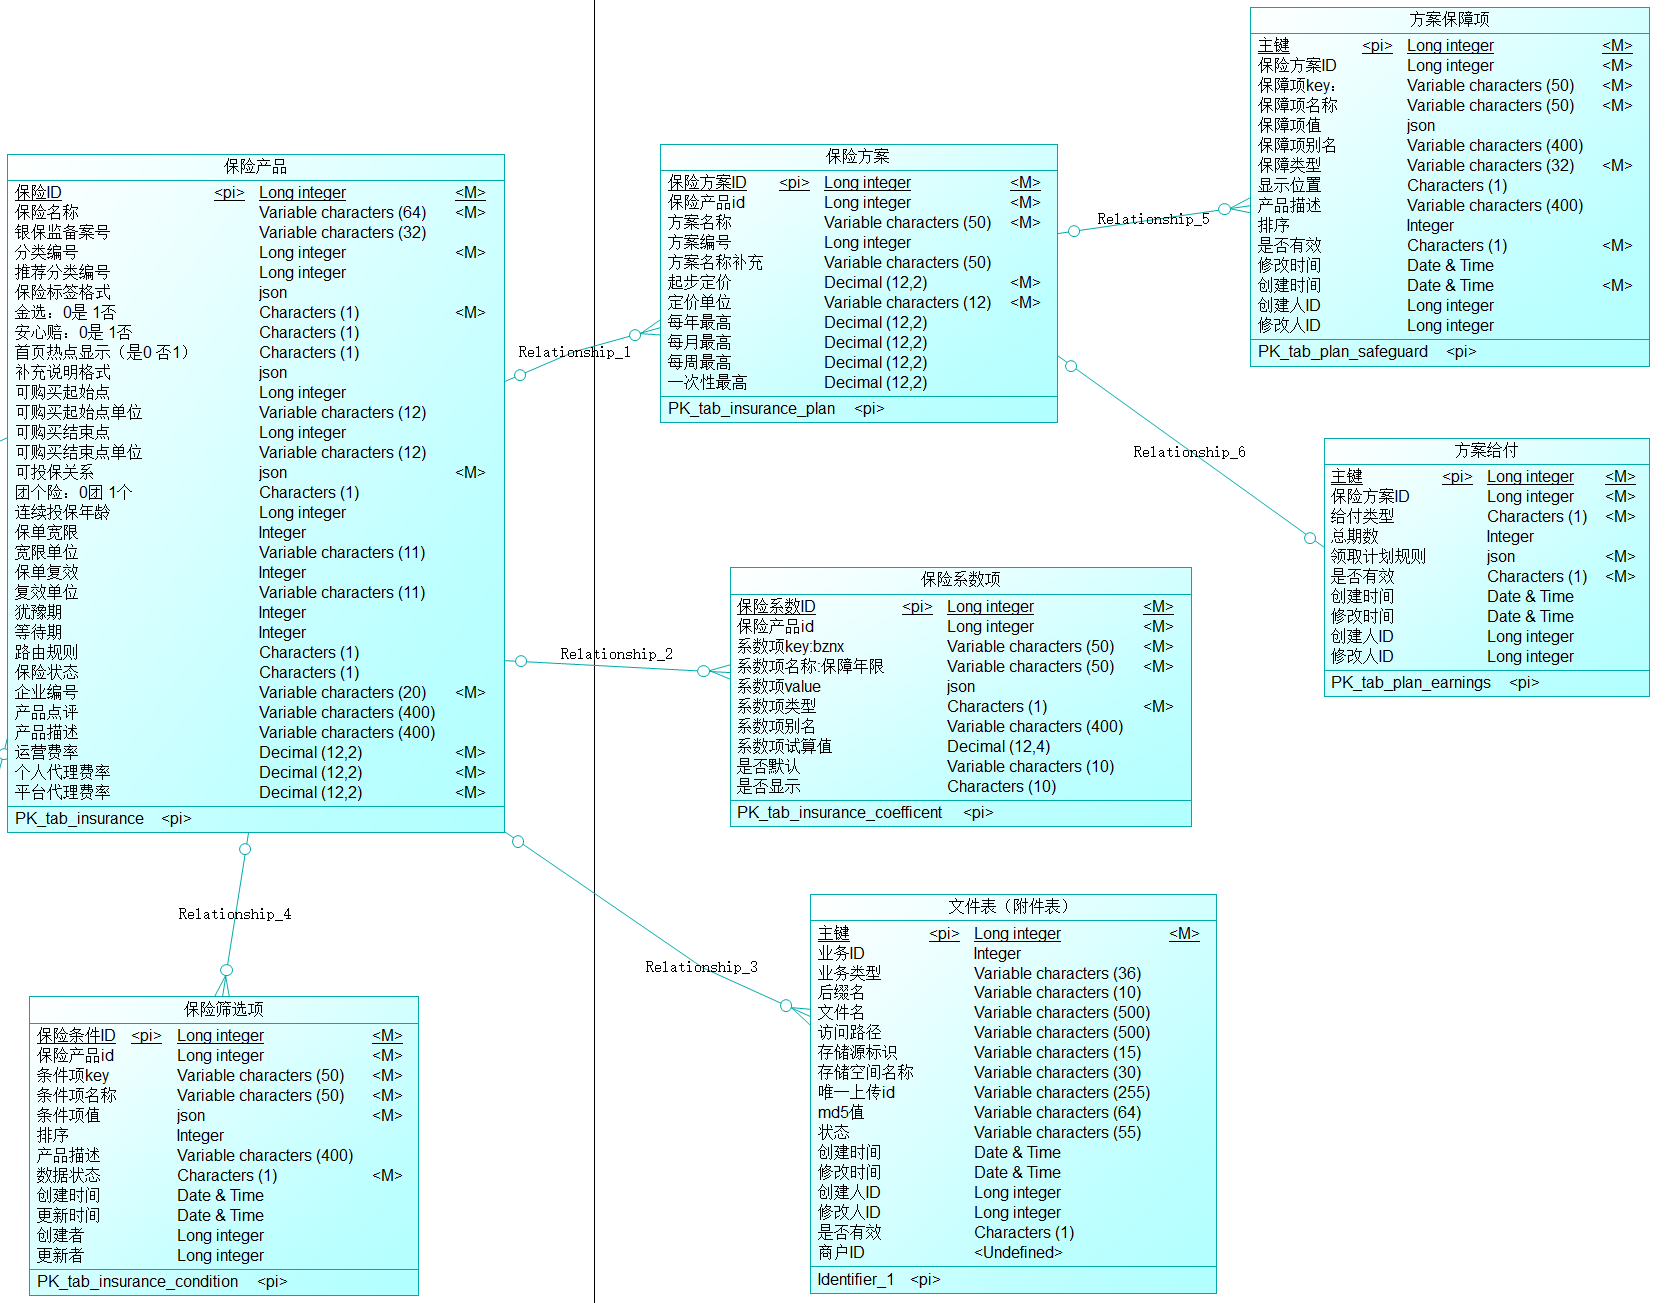 保险产品
保险ID <pi> Long integer <M>
保险名称 Variable characters (64) <M>
银保监备案号 Variable characters (32)
分类编号 Long integer <M>
推荐分类编号 Long integer
保险标签格式 json
金选：0是 1否 Characters (1) <M>
安心赔：0是 1否 Characters (1)
首页热点显示（是0 否1） Characters (1)
补充说明格式 json
可购买起始点 Long integer
可购买起始点单位 Variable characters (12)
可购买结束点 Long integer
可购买结束点单位 Variable characters (12)
可投保关系 json <M>
团个险：0团 1个 Characters (1)
连续投保年龄 Long integer
保单宽限 Integer
宽限单位 Variable characters (11)
保单复效 Integer
复效单位 Variable characters (11)
犹豫期 Integer
等待期 Integer
路由规则 Characters (1)
保险状态 Characters (1)
企业编号 Variable characters (20) <M>
产品点评 Variable characters (400)
产品描述 Variable characters (400)
运营费率 Decimal (12,2) <M>
个人代理费率 Decimal (12,2) <M>
平台代理费率 Decimal (12,2) <M>
PK_tab_insurance <pi>
Relationship_1
保险方案
保险方案ID <pi> Long integer <M>
保险产品id Long integer <M>
方案名称 Variable characters (50) <M>
方案编号 Long integer
方案名称补充 Variable characters (50)
起步定价 Decimal (12,2) <M>
定价单位 Variable characters (12) <M>
每年最高 Decimal (12,2)
每月最高 Decimal (12,2)
每周最高 Decimal (12,2)
一次性最高 Decimal (12,2)
PK_tab_insurance_plan <pi>
Relationship_5
方案保障项
主键 <pi> Long integer <M>
保险方案ID Long integer <M>
保障项key： Variable characters (50) <M>
保障项名称 Variable characters (50) <M>
保障项值 json
保障项别名 Variable characters (400)
保障类型 Variable characters (32) <M>
显示位置 Characters (1)
产品描述 Variable characters (400)
排序 Integer
是否有效 Characters (1) <M>
修改时间 Date & Time
创建时间 Date & Time <M>
创建人ID Long integer
修改人ID Long integer
PK_tab_plan_safeguard <pi>
Relationship_6
方案给付
主键 <pi> Long integer <M>
保险方案ID Long integer <M>
给付类型 Characters (1) <M>
总期数 Integer
领取计划规则 json <M>
是否有效 Characters (1) <M>
创建时间 Date & Time
修改时间 Date & Time
创建人ID Long integer
修改人ID Long integer
PK_tab_plan_earnings <pi>
Relationship_2
保险系数项
保险系数ID <pi> Long integer <M>
保险产品id Long integer <M>
系数项key:bznx Variable characters (50) <M>
系数项名称:保障年限 Variable characters (50) <M>
系数项value json
系数项类型 Characters (1) <M>
系数项别名 Variable characters (400)
系数项试算值 Decimal (12,4)
是否默认 Variable characters (10)
是否显示 Characters (10)
PK_tab_insurance_coefficent <pi>
Relationship_3
文件表（附件表）
主键 <pi> Long integer <M>
业务ID Integer
业务类型 Variable characters (36)
后缀名 Variable characters (10)
文件名 Variable characters (500)
访问路径 Variable characters (500)
存储源标识 Variable characters (15)
存储空间名称 Variable characters (30)
唯一上传id Variable characters (255)
md5值 Variable characters (64)
状态 Variable characters (55)
创建时间 Date & Time
修改时间 Date & Time
创建人ID Long integer
修改人ID Long integer
是否有效 Characters (1)
商户ID <Undefined>
Identifier_1 <pi>
Relationship_4
保险筛选项
保险条件ID <pi> Long integer <M>
保险产品id Long integer <M>
条件项key Variable characters (50) <M>
条件项名称 Variable characters (50) <M>
条件项值 json <M>
排序 Integer
产品描述 Variable characters (400)
数据状态 Characters (1) <M>
创建时间 Date & Time
更新时间 Date & Time
创建者 Long integer
更新者 Long integer
PK_tab_insurance_condition <pi>